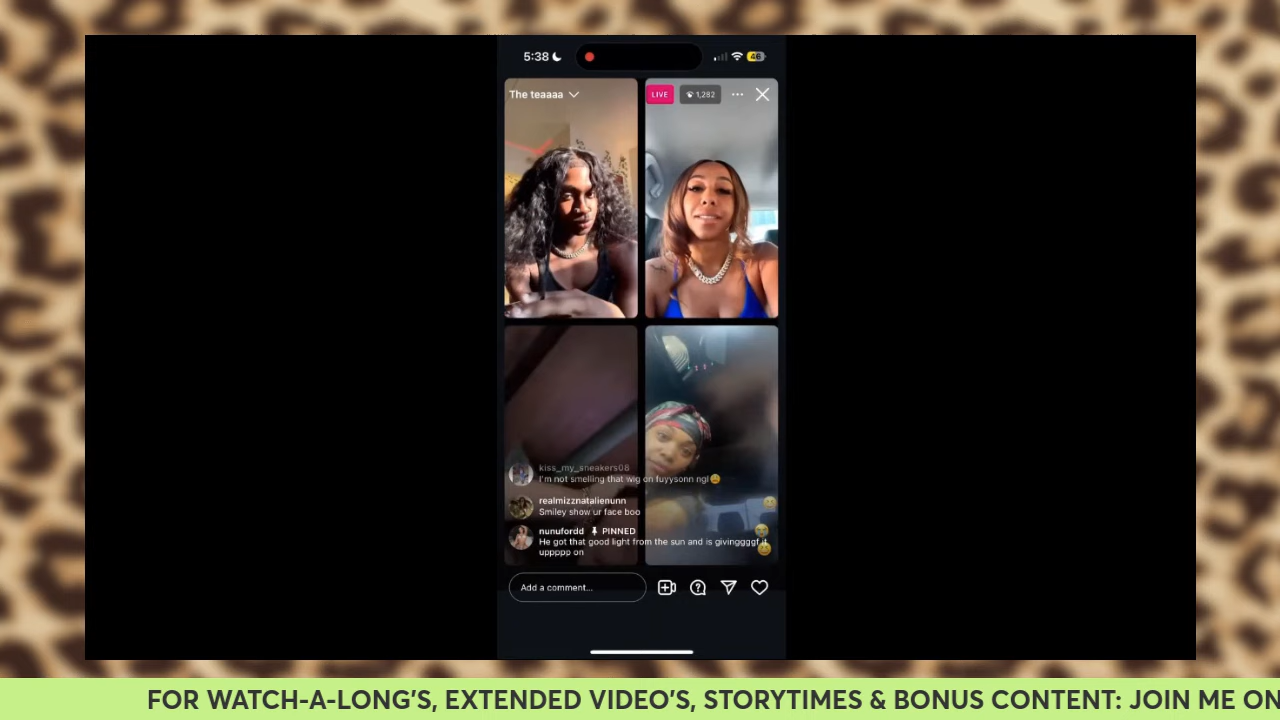 5:38
46
The teaaaa
LIVE
1,282
kiss_my_sneakers08
I'm not smelling that wig on fuyysonn ngl
realmizznatalienunn
Smiley show ur face boo
nunufordd PINNED
He got that good light from the sun and is givinggggf it
uppppp on
Add a comment...
FOR WATCH-A-LONG'S, EXTENDED VIDEO'S, STORYTIMES & BONUS CONTENT: JOIN ME ON